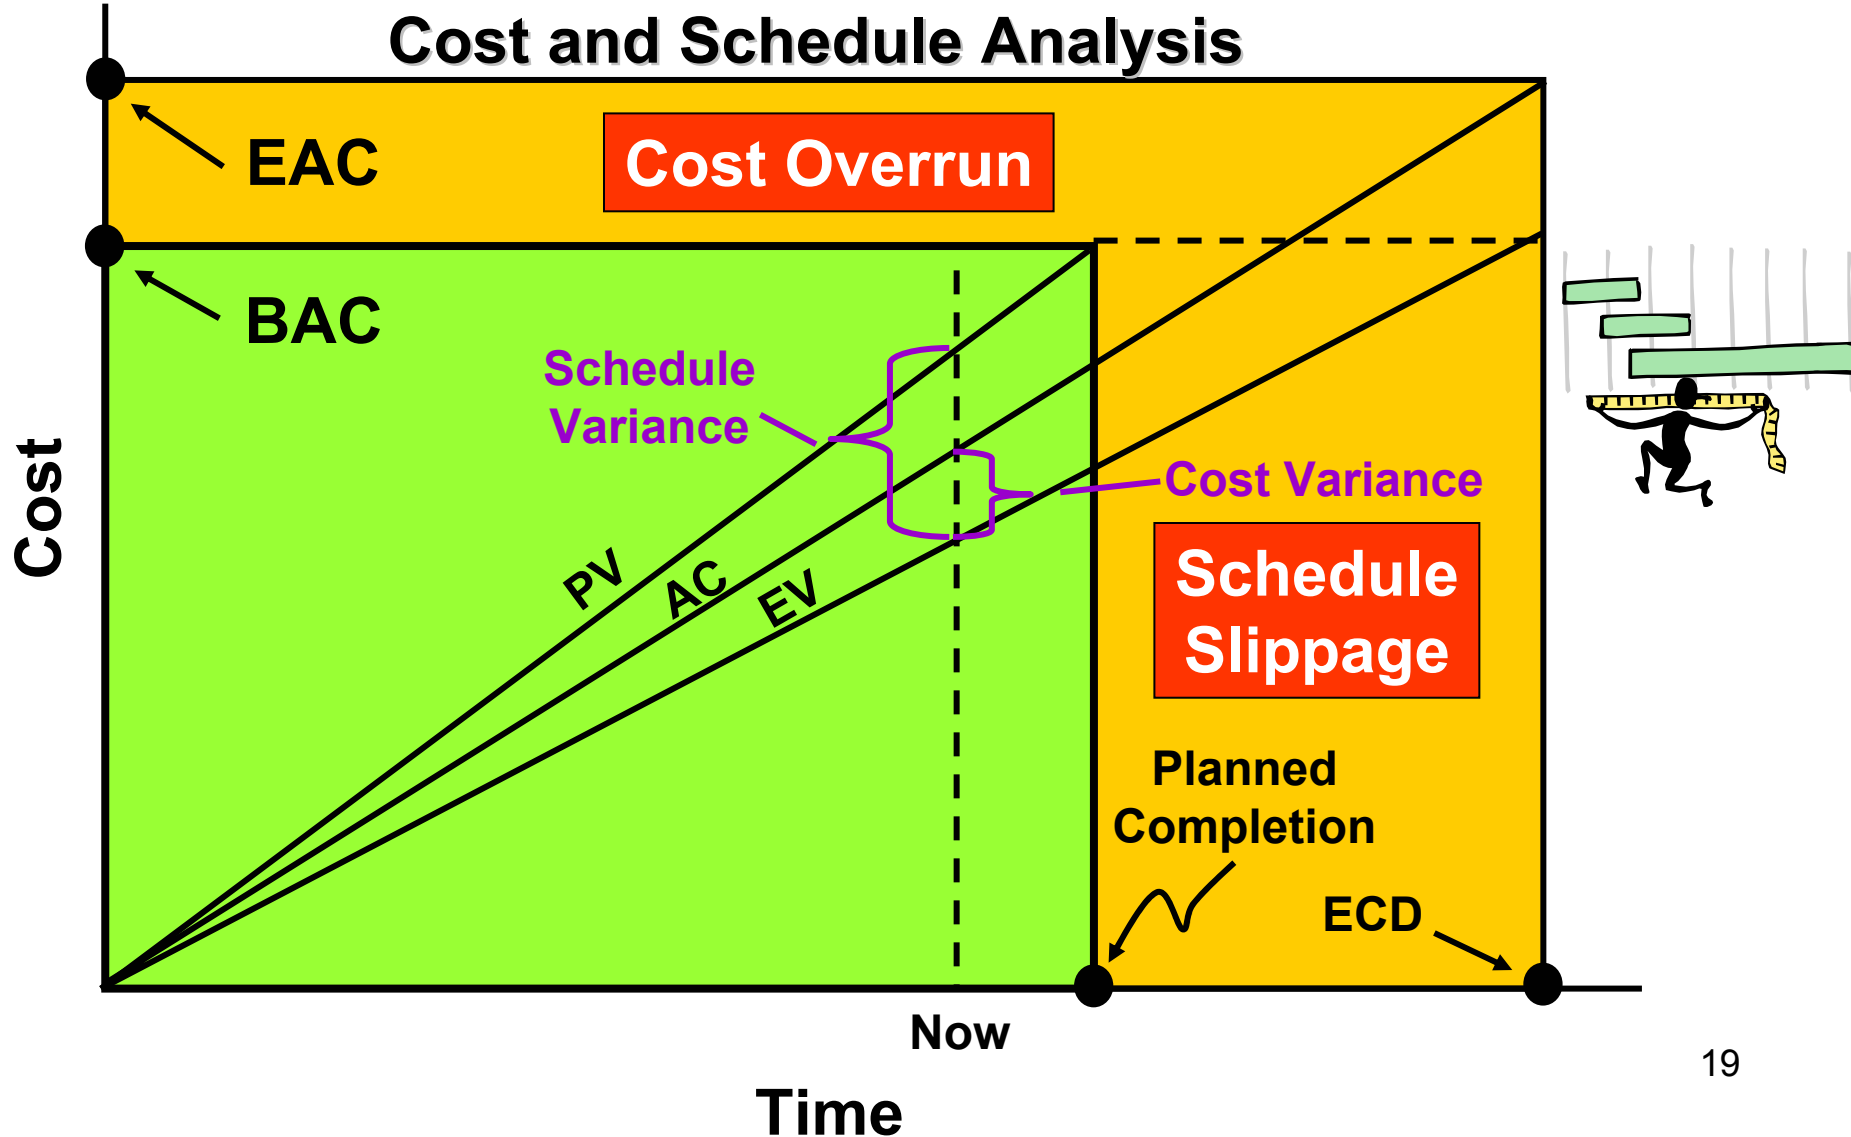 Cost and Schedule Analysis
EAC
Cost Overrun
BAC
Schedule
Variance
Cost Variance
Cost
PV
AC
EV
Schedule
Slippage
Planned
Completion
ECD
Now
Time
19